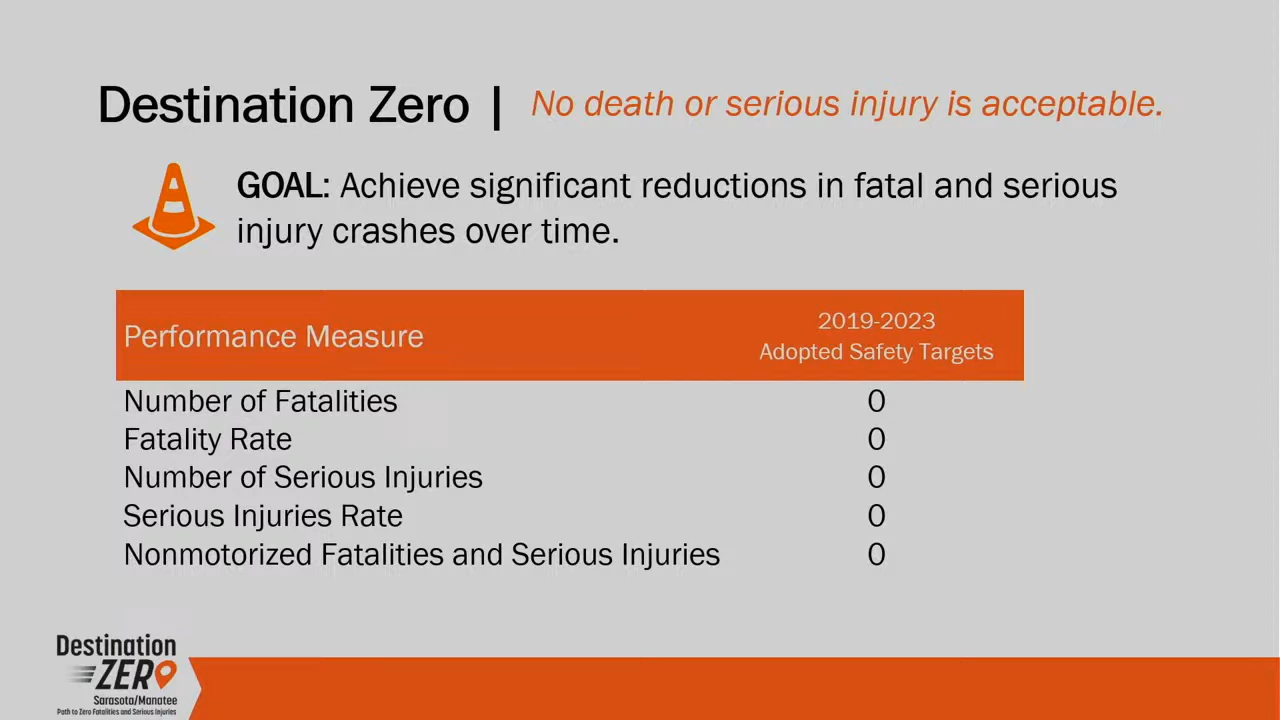 Destination Zero | No death or serious injury is acceptable.
GOAL: Achieve significant reductions in fatal and serious
injury crashes over time.
Performance Measure
2019-2023
Adopted Safety Targets
Number of Fatalities 0
Fatality Rate 0
Number of Serious Injuries 0
Serious Injuries Rate 0
Nonmotorized Fatalities and Serious Injuries 0
Destination
ZERO
Sarasota/Manatee
Path to Zero Fatalities and Serious Injuries